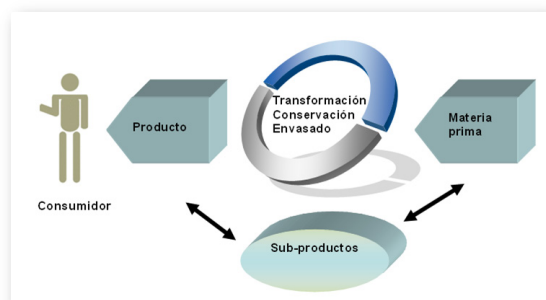 Transformación
Conservación
Envasado
Producto
Materia
prima
Consumidor
Sub-productos